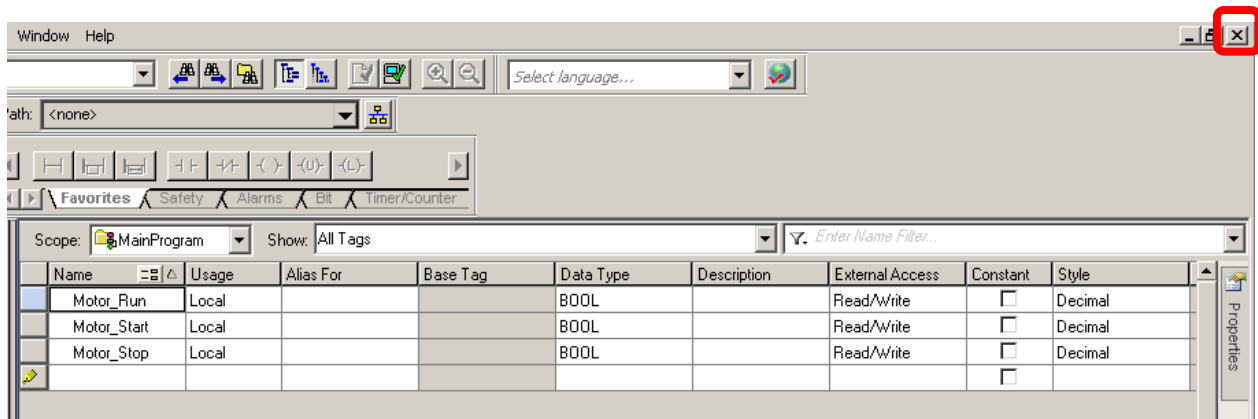 Window Help
Select language...
Path: <none>
Favorites Safety Alarms Bit Timer/Counter
Scope: MainProgram Show: All Tags Enter Name Filter...
Name Usage Alias For Base Tag Data Type Description External Access Constant Style
Motor_Run Local BOOL Read/Write Decimal
Motor_Start Local BOOL Read/Write Decimal
Motor_Stop Local BOOL Read/Write Decimal
Properties